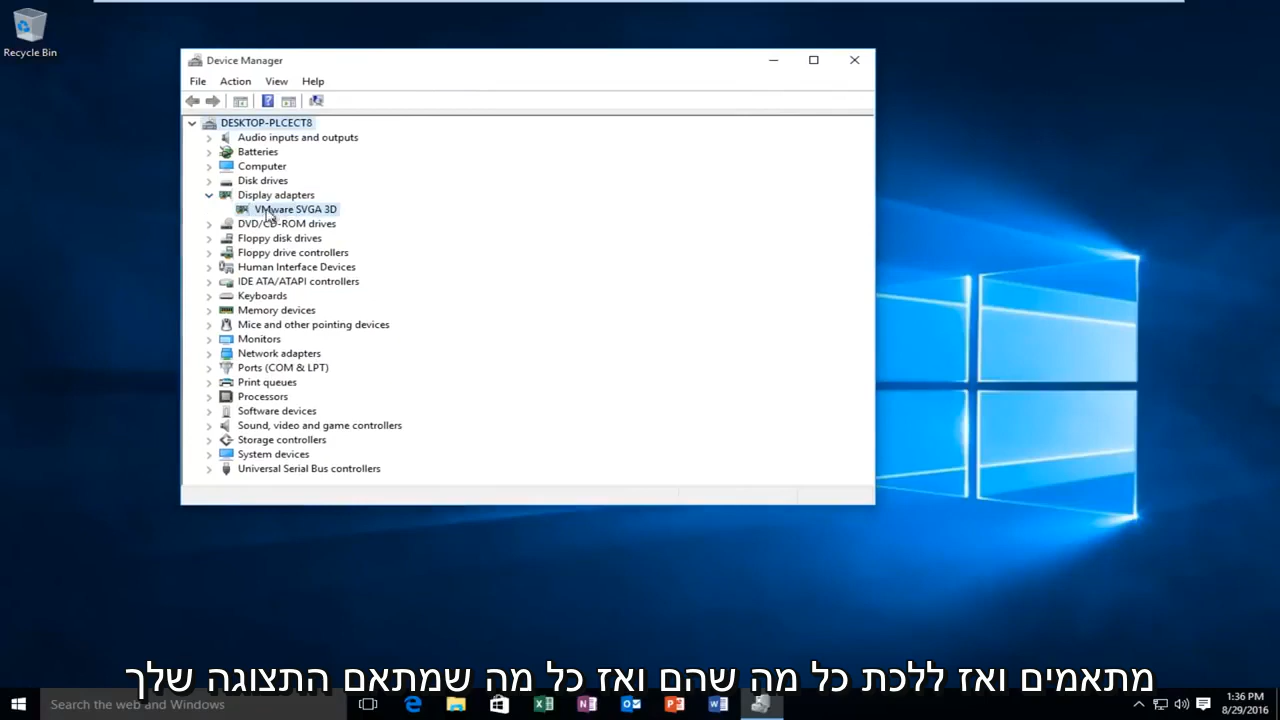 Recycle Bin
Device Manager
File Action View Help
DESKTOP-PLCECT8
Audio inputs and outputs
Batteries
Computer
Disk drives
Display adapters
VMware SVGA 3D
DVD/CD-ROM drives
Floppy disk drives
Floppy drive controllers
Human Interface Devices
IDE ATA/ATAPI controllers
Keyboards
Memory devices
Mice and other pointing devices
Monitors
Network adapters
Ports (COM & LPT)
Print queues
Processors
Software devices
Sound, video and game controllers
Storage controllers
System devices
Universal Serial Bus controllers
מתאמים ואז ללכת כל מה שהם ואז כל מה שמתאם התצוגה שלך
Search the web and Windows
1:36 PM
8/29/2016